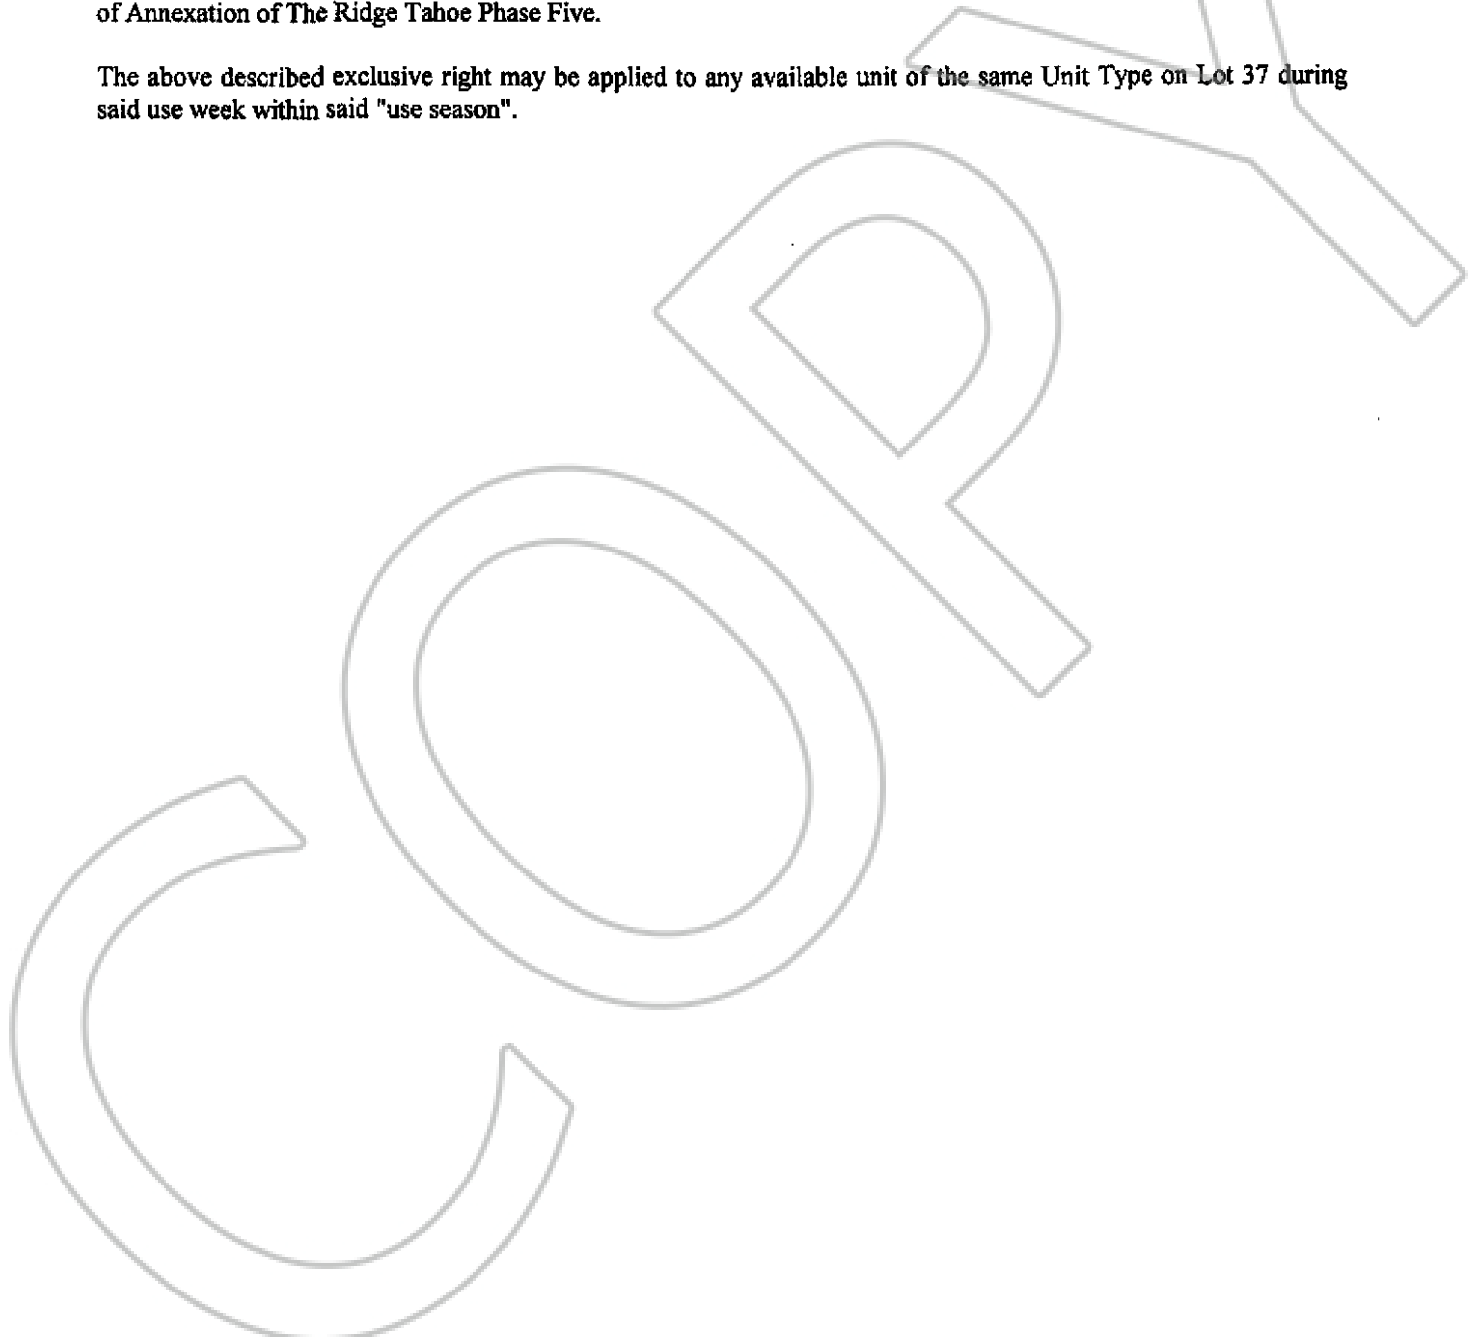 of Annexation of The Ridge Tahoe Phase Five.
The above described exclusive right may be applied to any available unit of the same Unit Type on Lot 37 during
said use week within said "use season".
COPY